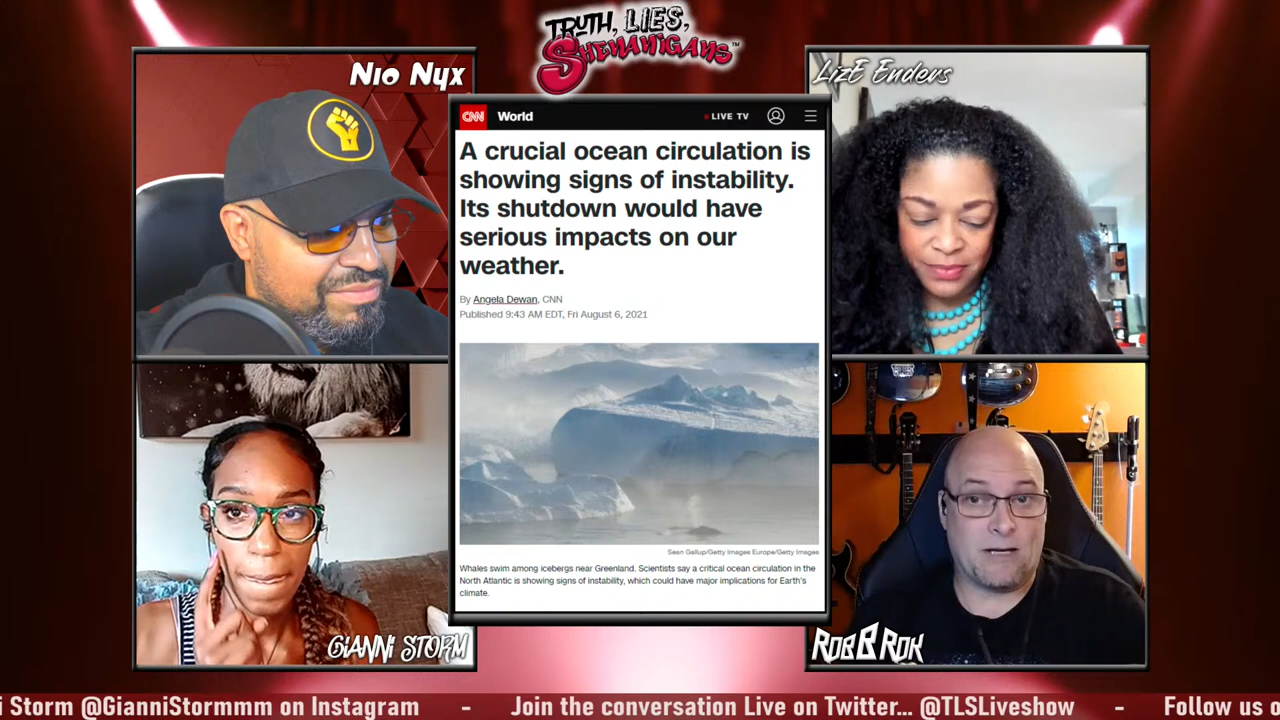 TRUTH, LIES,
SHENANIGANS™
NIO NYX
LIZE ENDERS
CNN World LIVE TV
A crucial ocean circulation is
showing signs of instability.
Its shutdown would have
serious impacts on our
weather.
By Angela Dewan, CNN
Published 9:43 AM EDT, Fri August 6, 2021
Sean Gallup/Getty Images Europe/Getty Images
Whales swim among icebergs near Greenland. Scientists say a critical ocean circulation in the
North Atlantic is showing signs of instability, which could have major implications for Earth's
climate.
GIANNI STORM
ROB B ROK
i Storm @GianniStormmm on Instagram - Join the conversation Live on Twitter... @TLSLiveshow - Follow us o